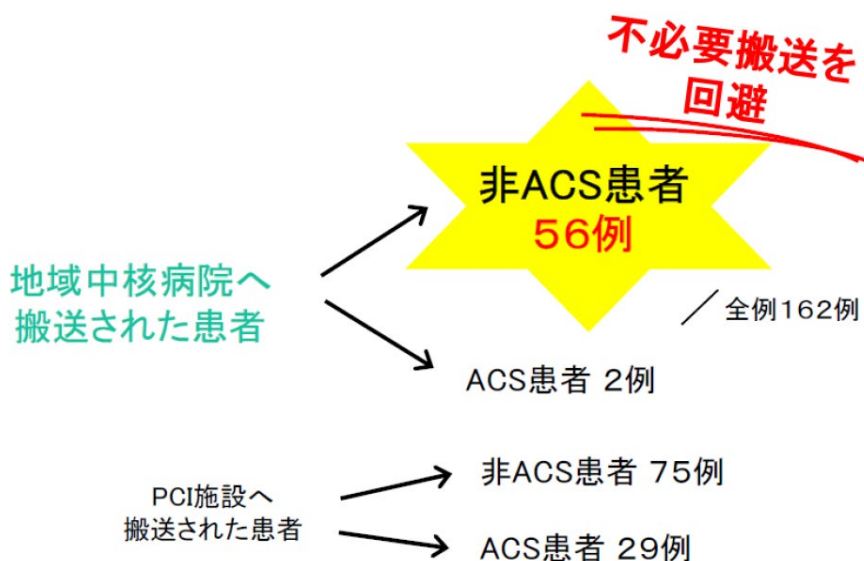 不必要搬送を
回避
非ACS患者
56例
地域中核病院へ
搬送された患者
／全例162例
ACS患者 2例
非ACS患者 75例
PCI施設へ
搬送された患者
ACS患者 29例